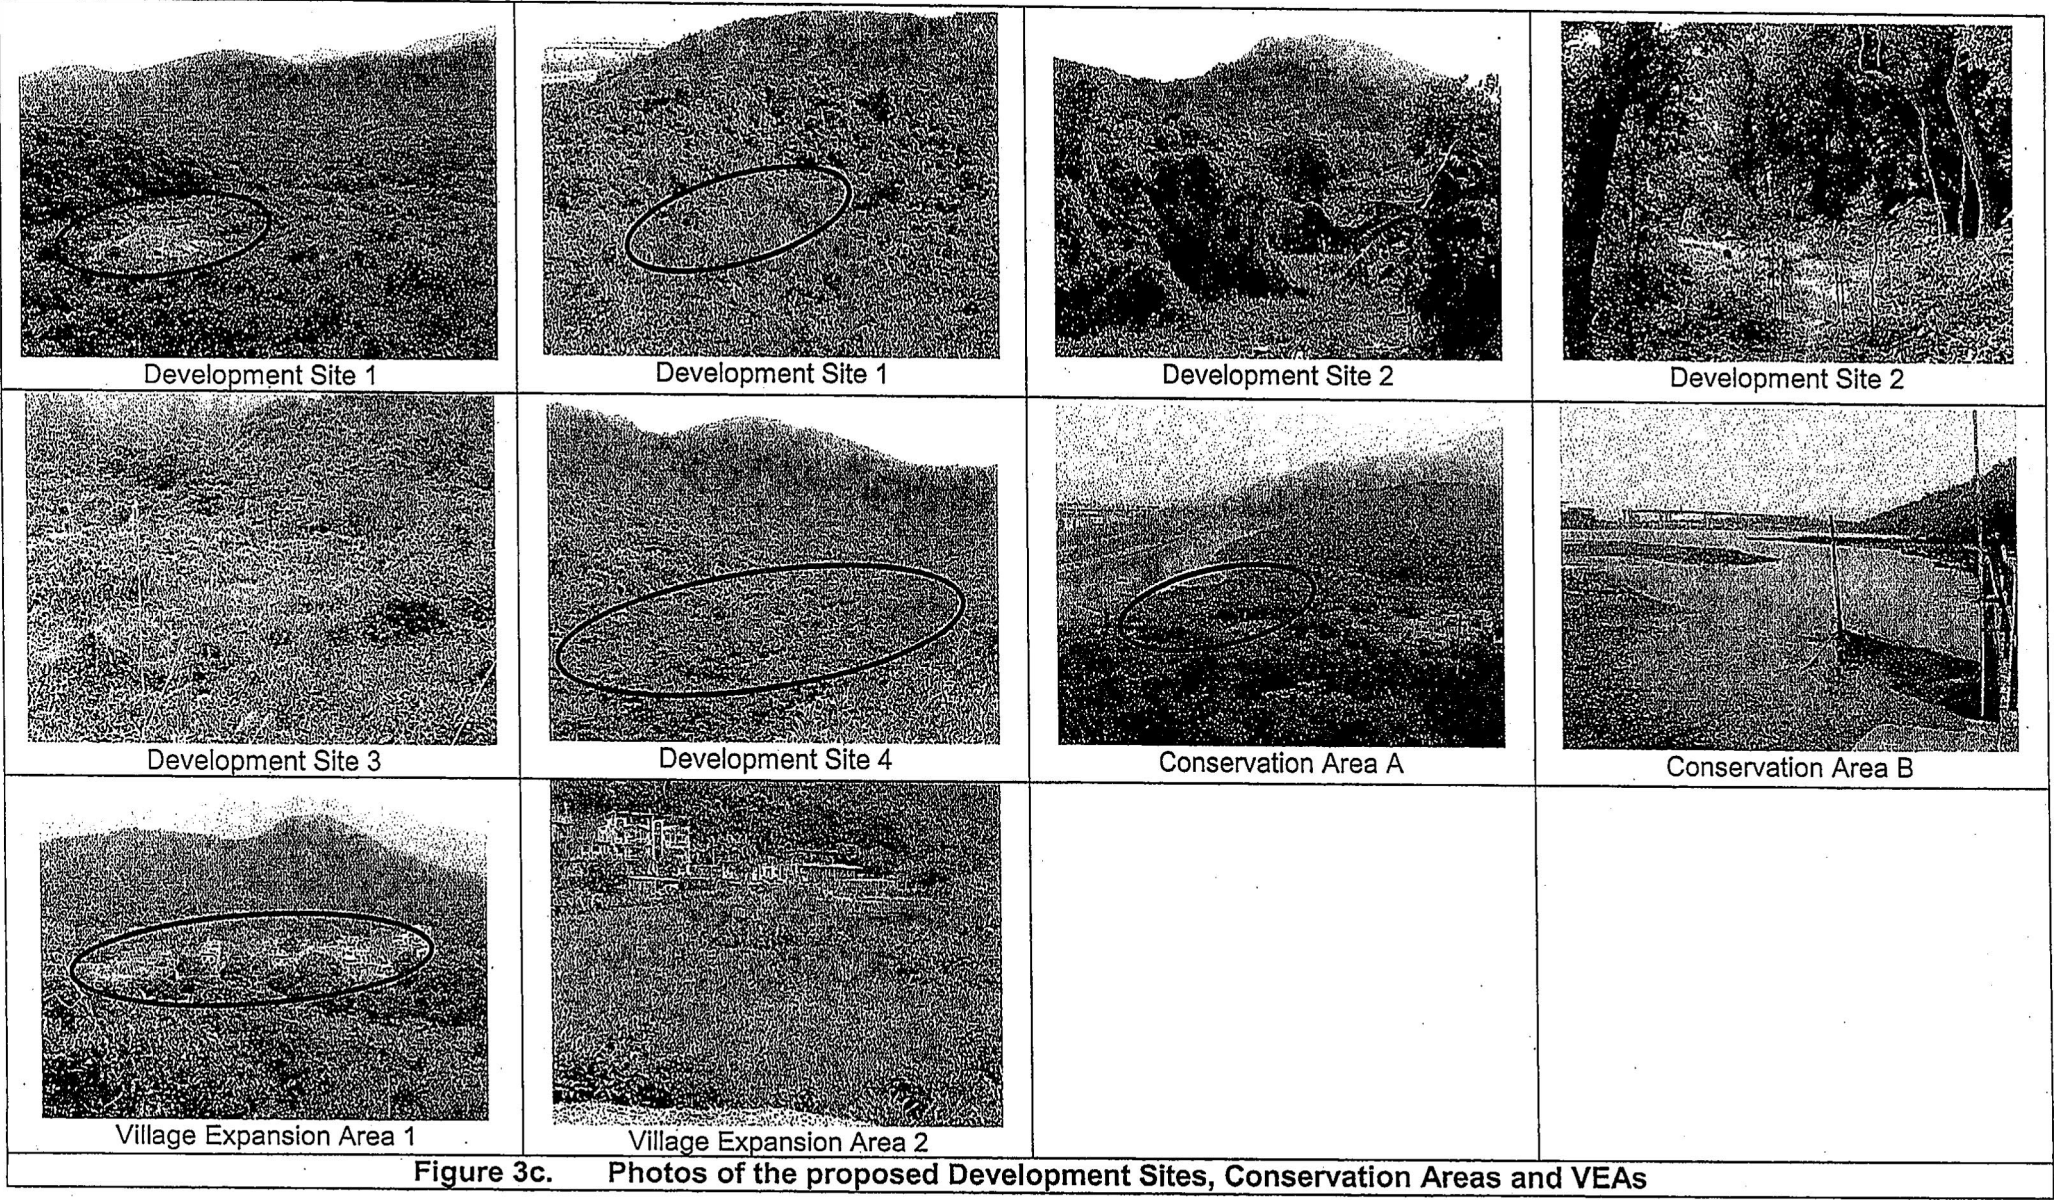 Development Site 1
Development Site 1
Development Site 2
Development Site 2
Development Site 3
Development Site 4
Conservation Area A
Conservation Area B
Village Expansion Area 1
Village Expansion Area 2
Figure 3c. Photos of the proposed Development Sites, Conservation Areas and VEAs